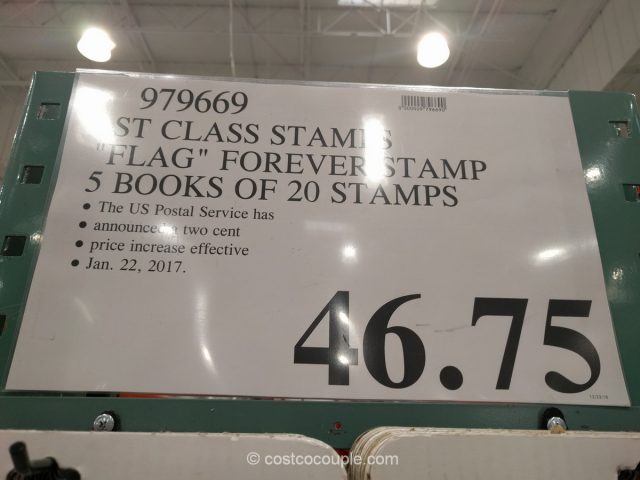 979669
ST CLASS STAMPS
"FLAG" FOREVER STAMP
5 BOOKS OF 20 STAMPS
• The US Postal Service has
• announced a two cent
• price increase effective
• Jan. 22, 2017.
46.75
© costcocouple.com